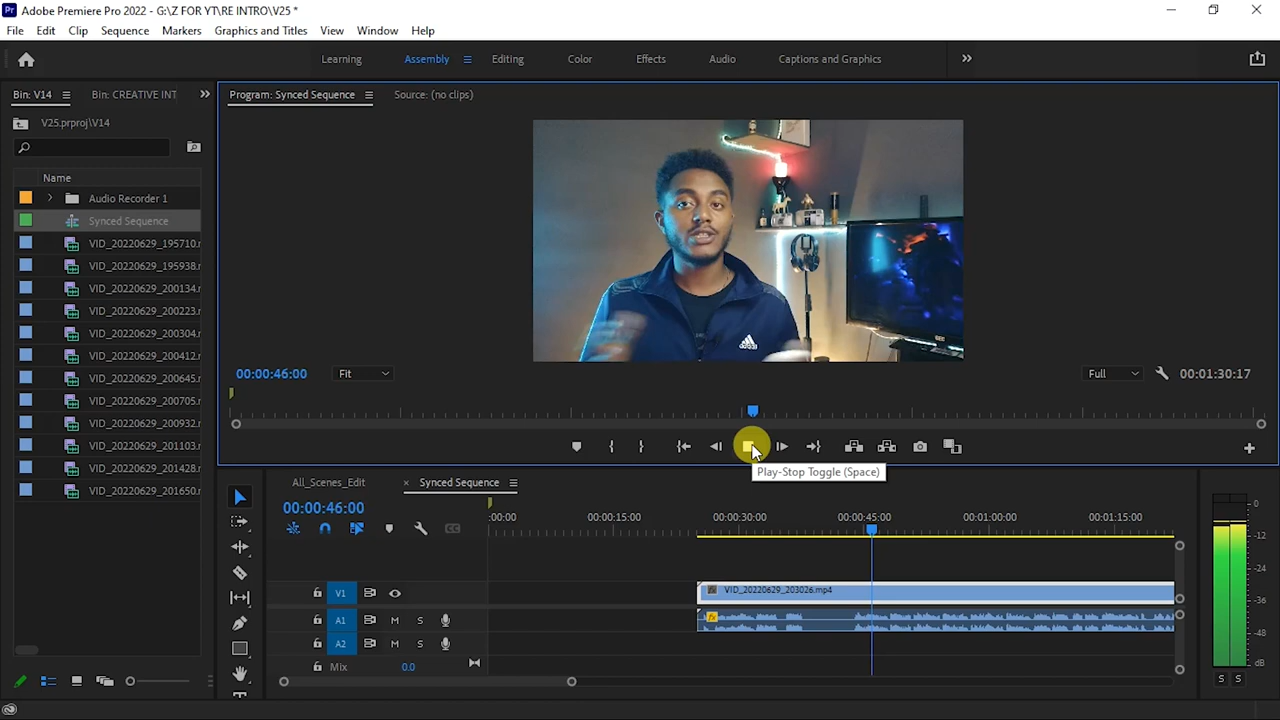 Pr Adobe Premiere Pro 2022 - G:\Z FOR YT\RE INTRO\V25 *
File Edit Clip Sequence Markers Graphics and Titles View Window Help
Learning Assembly Editing Color Effects Audio Captions and Graphics
Bin: V14 Bin: CREATIVE INT
V25.prproj\V14
Name
Audio Recorder 1
Synced Sequence
VID_20220629_195710.r
VID_20220629_195938.r
VID_20220629_200134.r
VID_20220629_200223.r
VID_20220629_200304.r
VID_20220629_200412.r
VID_20220629_200645.r
VID_20220629_200705.r
VID_20220629_200932.r
VID_20220629_201103.r
VID_20220629_201428.r
VID_20220629_201650.r
Program: Synced Sequence Source: (no clips)
adidas
00:00:46:00 Fit Full 00:01:30:17
Play-Stop Toggle (Space)
All_Scenes_Edit × Synced Sequence
00:00:46:00
:00:00 00:00:15:00 00:00:30:00 00:00:45:00 00:01:00:00 00:01:15:00
V1 VID_20220629_203026.mp4
A1 M S fx
A2 M S
Mix 0.0
0
-12
-24
-36
-48
dB
S S